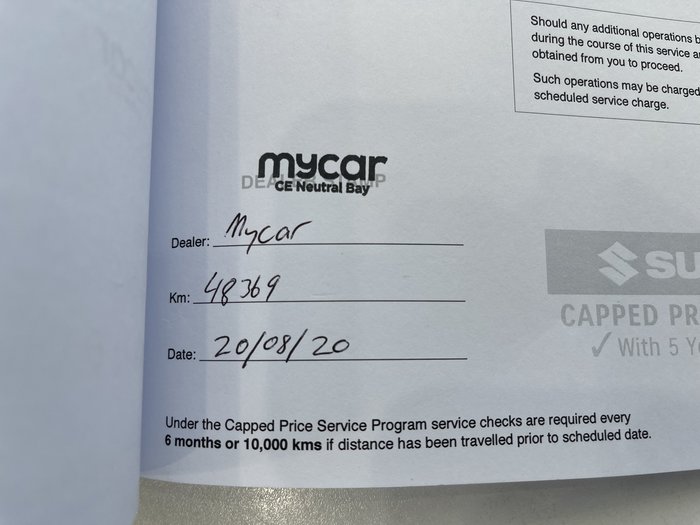 Should any additional operations
during the course of this service
obtained from you to proceed.
Such operations may be charged
scheduled service charge.
mycar
DEALER STAMP
CE Neutral Bay
Dealer: Mycar
Km: 48369
Date: 20/08/20
SU
CAPPED PR
✓ With 5 Y
Under the Capped Price Service Program service checks are required every
6 months or 10,000 kms if distance has been travelled prior to scheduled date.